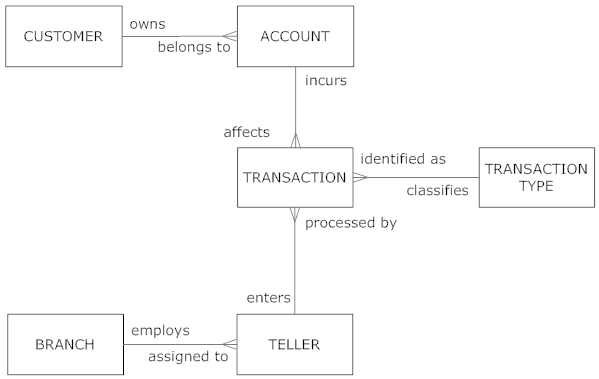 owns
CUSTOMER
ACCOUNT
belongs to
incurs
affects
identified as
TRANSACTION
TRANSACTION
TYPE
classifies
processed by
enters
employs
BRANCH
TELLER
assigned to